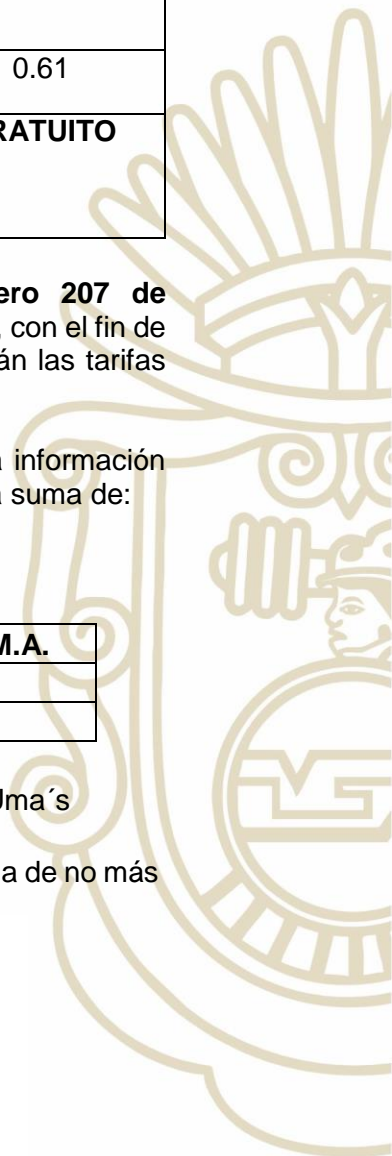 0.61
RATUITO
ero 207 de
, con el fin de
án las tarifas
información
suma de:
M.A.
Uma´s
a de no más